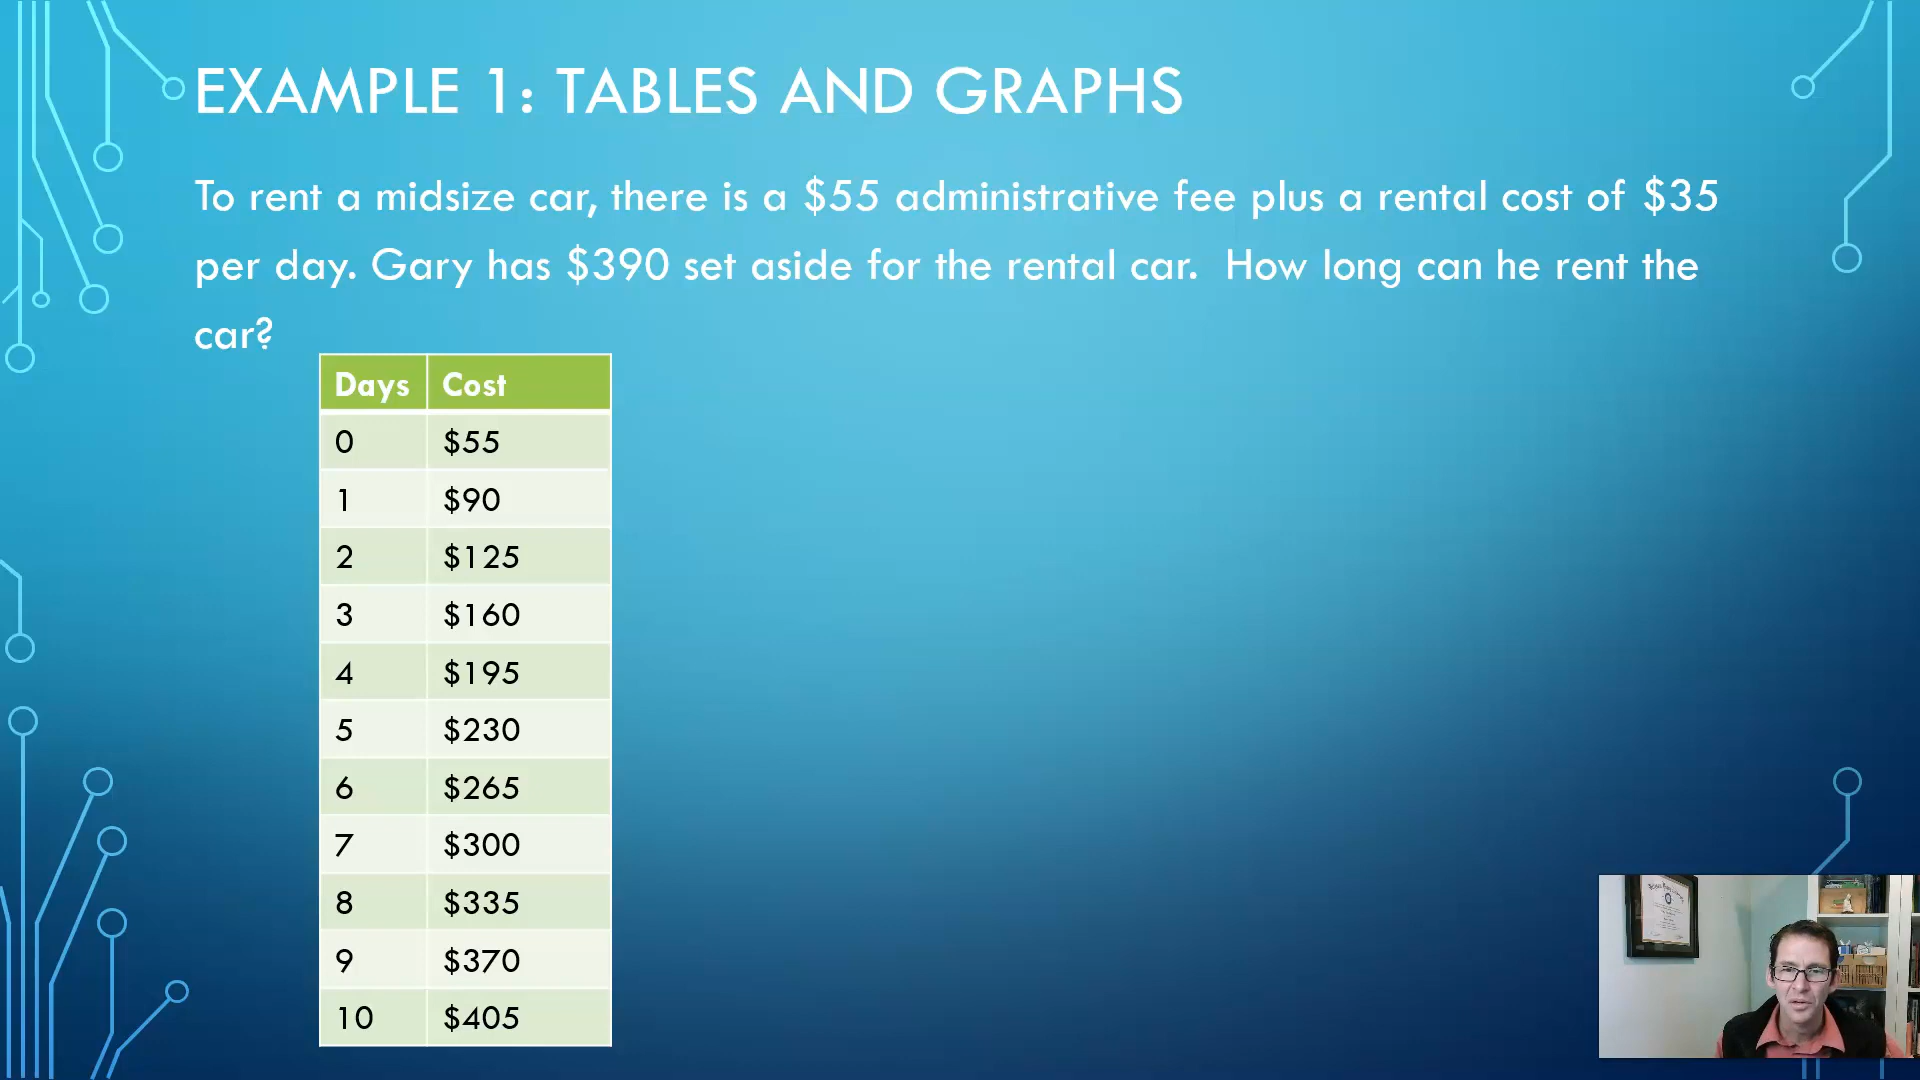 EXAMPLE 1: TABLES AND GRAPHS
To rent a midsize car, there is a $55 administrative fee plus a rental cost of $35
per day. Gary has $390 set aside for the rental car. How long can he rent the
car?
Days Cost
0 $55
1 $90
2 $125
3 $160
4 $195
5 $230
6 $265
7 $300
8 $335
9 $370
10 $405